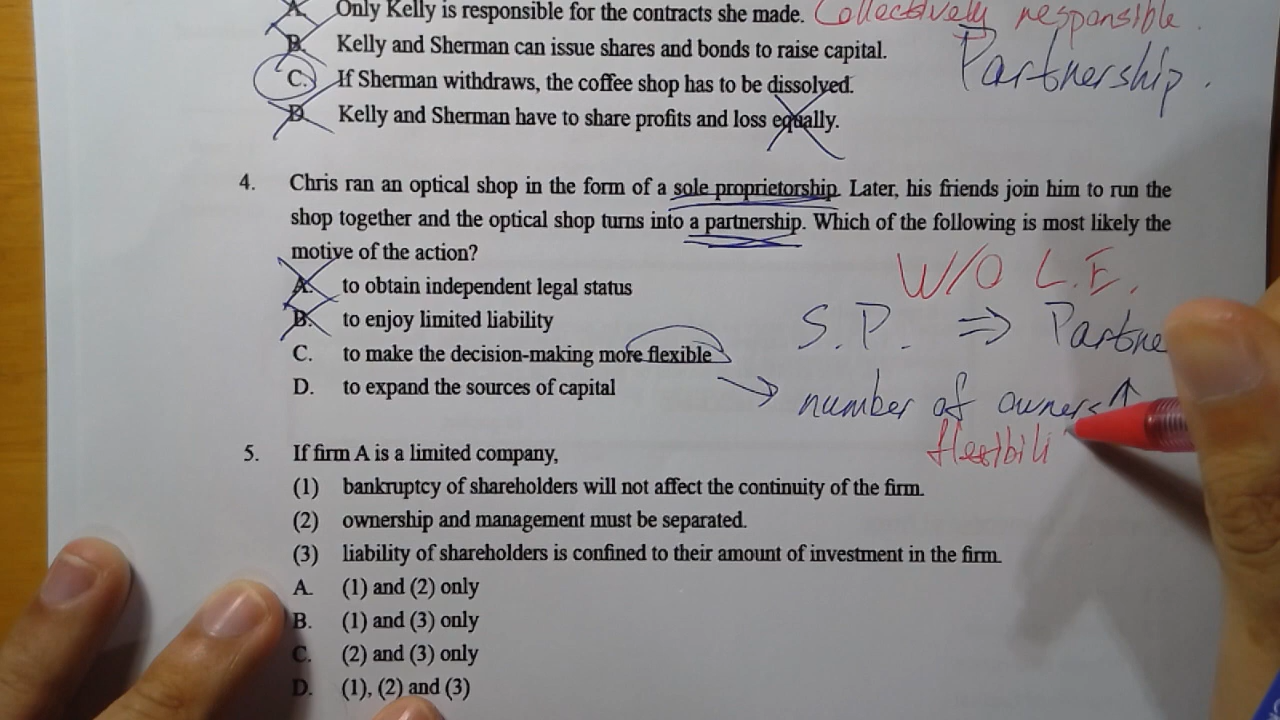 A. Only Kelly is responsible for the contracts she made. Collectively responsible.
B. Kelly and Sherman can issue shares and bonds to raise capital. Partnership.
C. If Sherman withdraws, the coffee shop has to be dissolved.
D. Kelly and Sherman have to share profits and loss equally.
4. Chris ran an optical shop in the form of a sole proprietorship. Later, his friends join him to run the
shop together and the optical shop turns into a partnership. Which of the following is most likely the
motive of the action?
W/O L.E.
A. to obtain independent legal status
B. to enjoy limited liability
S.P. ⇒ Partne
C. to make the decision-making more flexible
D. to expand the sources of capital
→ number of owners↑
flexibili
5. If firm A is a limited company,
(1) bankruptcy of shareholders will not affect the continuity of the firm.
(2) ownership and management must be separated.
(3) liability of shareholders is confined to their amount of investment in the firm.
A. (1) and (2) only
B. (1) and (3) only
C. (2) and (3) only
D. (1), (2) and (3)